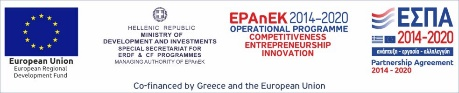 European Union
European Regional
Development Fund
HELLENIC REPUBLIC
MINISTRY OF
DEVELOPMENT AND INVESTMENTS
SPECIAL SECRETARIAT FOR
ERDF & CF PROGRAMMES
MANAGING AUTHORITY OF EPAnEK
EPAnEK 2014-2020
OPERATIONAL PROGRAMME
COMPETITIVENESS
ENTREPRENEURSHIP
INNOVATION
ΕΣΠΑ
2014-2020
ανάπτυξη - εργασία - αλληλεγγύη
Partnership Agreement
2014 - 2020
Co-financed by Greece and the European Union